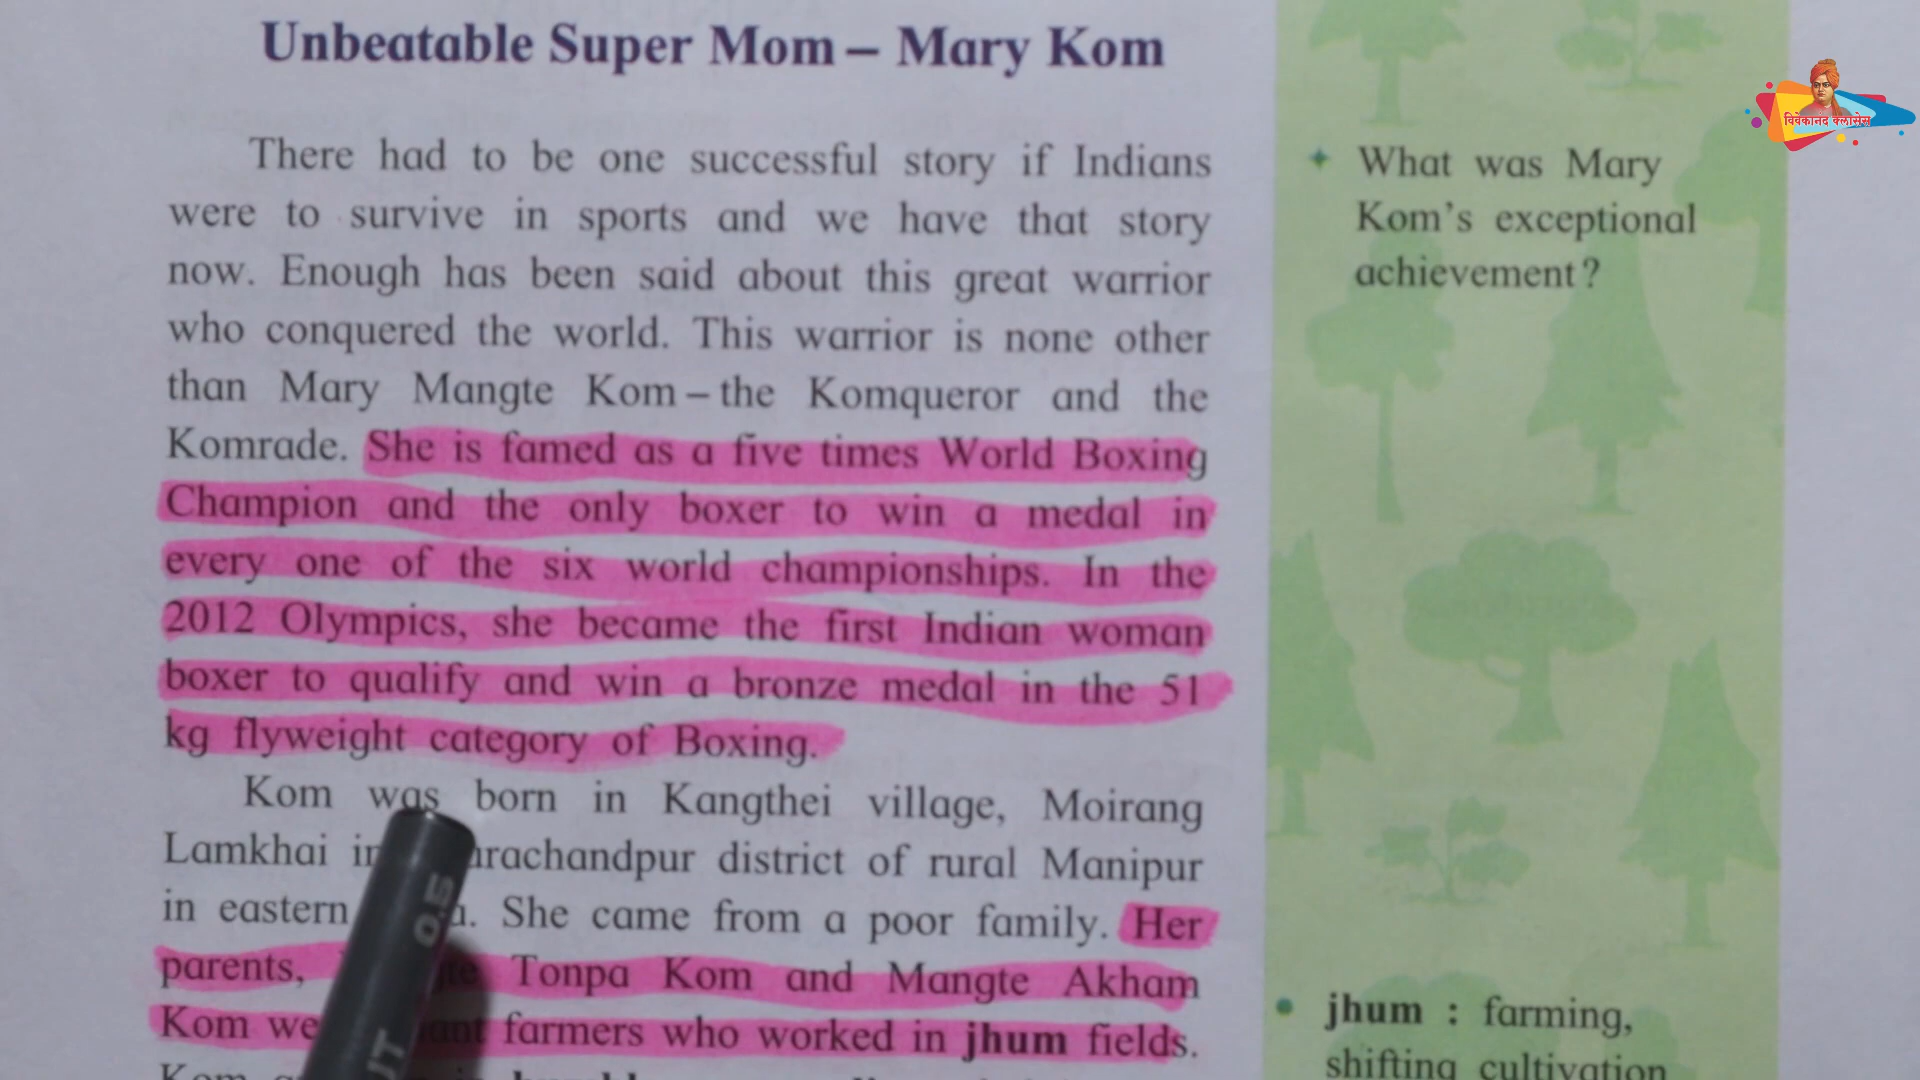 Unbeatable Super Mom – Mary Kom
There had to be one successful story if Indians
were to survive in sports and we have that story
now. Enough has been said about this great warrior
who conquered the world. This warrior is none other
than Mary Mangte Kom – the Komqueror and the
Komrade. She is famed as a five times World Boxing
Champion and the only boxer to win a medal in
every one of the six world championships. In the
2012 Olympics, she became the first Indian woman
boxer to qualify and win a bronze medal in the 51
kg flyweight category of Boxing.
Kom was born in Kangthei village, Moirang
Lamkhai in district of rural Manipur
in eastern She came from a poor family. Her
parents, Tonpa Kom and Mangte Akham
Kom farmers who worked in jhum fields.
Kom
What was Mary
Kom's exceptional
achievement ?
jhum : farming,
shifting cultivation
विवेकानंद क्लासेस
0.5